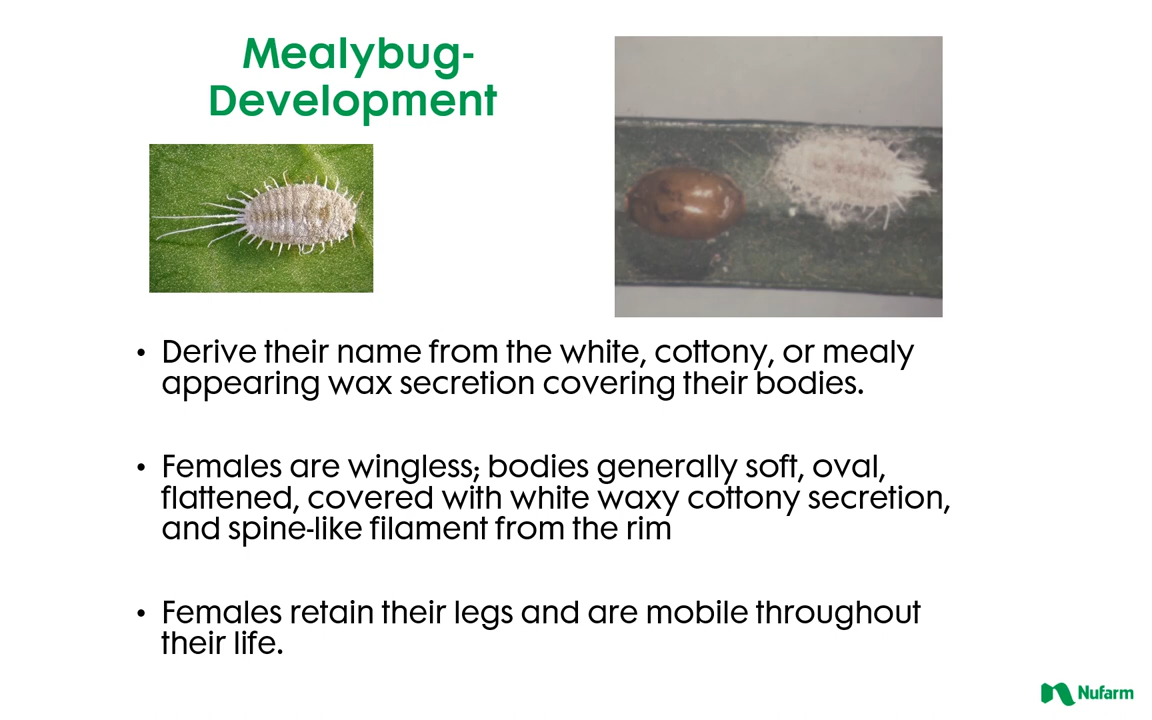 Mealybug-
Development
• Derive their name from the white, cottony, or mealy
appearing wax secretion covering their bodies.
• Females are wingless; bodies generally soft, oval,
flattened, covered with white waxy cottony secretion,
and spine-like filament from the rim
• Females retain their legs and are mobile throughout
their life.
Nufarm